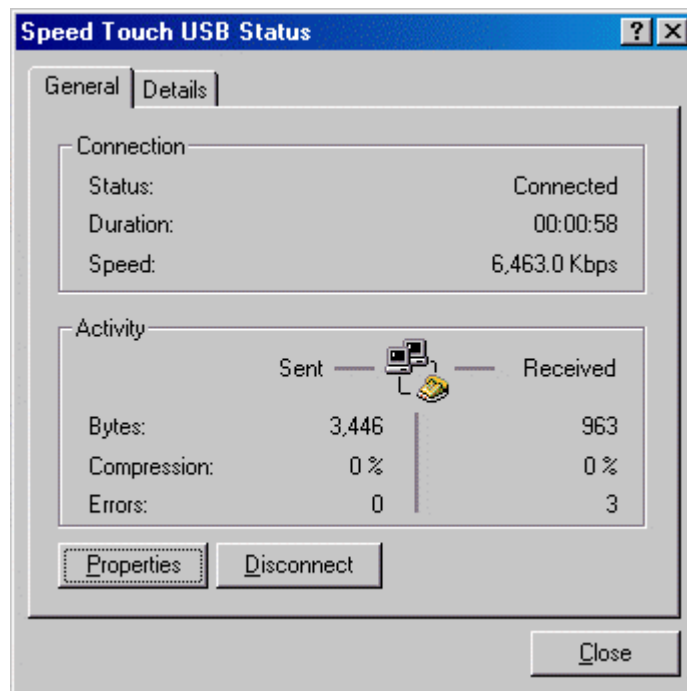 Speed Touch USB Status
General Details
Connection
Status: Connected
Duration: 00:00:58
Speed: 6,463.0 Kbps
Activity
Sent Received
Bytes: 3,446 963
Compression: 0 % 0 %
Errors: 0 3
Properties Disconnect
Close